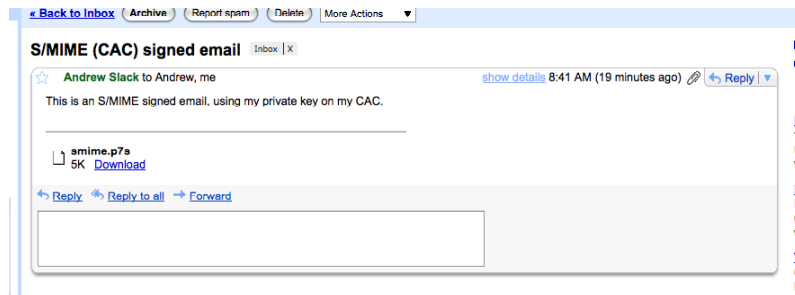 « Back to Inbox Archive Report spam Delete More Actions
S/MIME (CAC) signed email Inbox X
Andrew Slack to Andrew, me show details 8:41 AM (19 minutes ago) Reply
This is an S/MIME signed email, using my private key on my CAC.
smime.p7s
5K Download
Reply Reply to all Forward